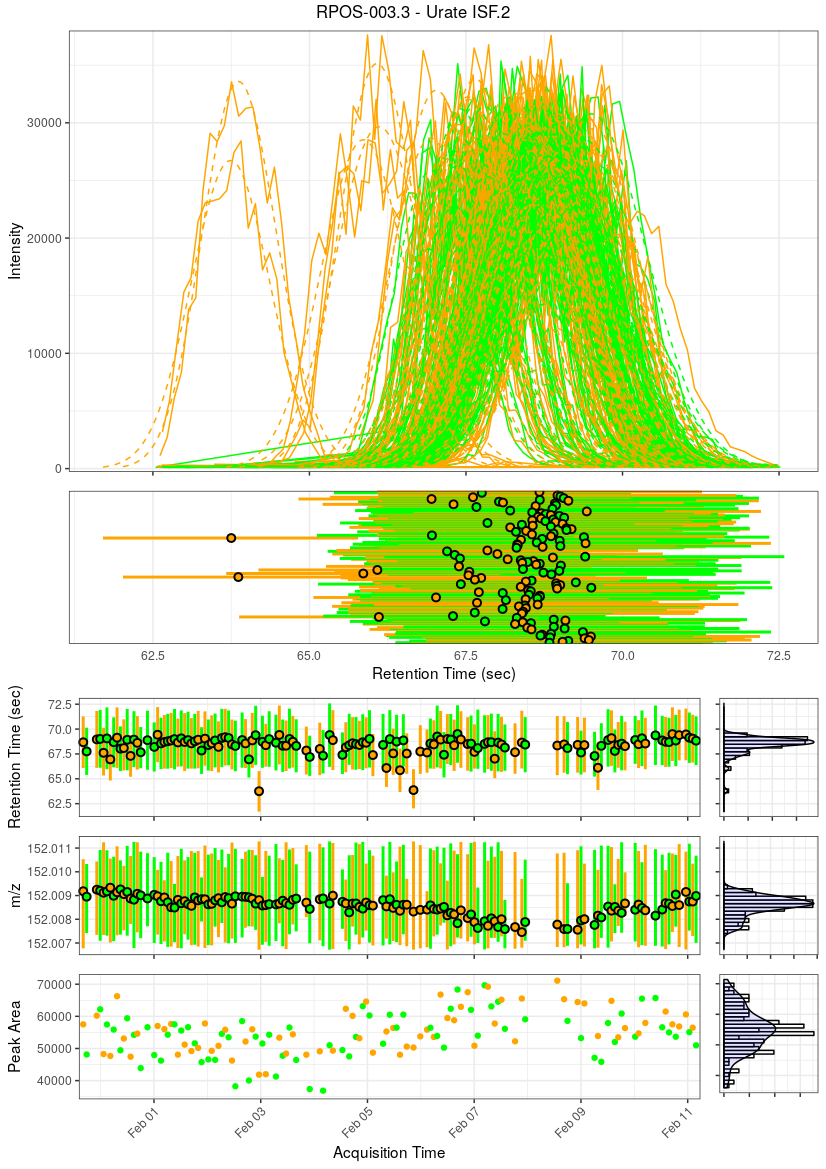 RPOS-003.3 - Urate ISF.2
Intensity
30000
20000
10000
0
62.5 65.0 67.5 70.0 72.5
Retention Time (sec)
Retention Time (sec)
72.5
70.0
67.5
65.0
62.5
m/z
152.011
152.010
152.009
152.008
152.007
Peak Area
70000
60000
50000
40000
Feb 01 Feb 03 Feb 05 Feb 07 Feb 09 Feb 11
Acquisition Time